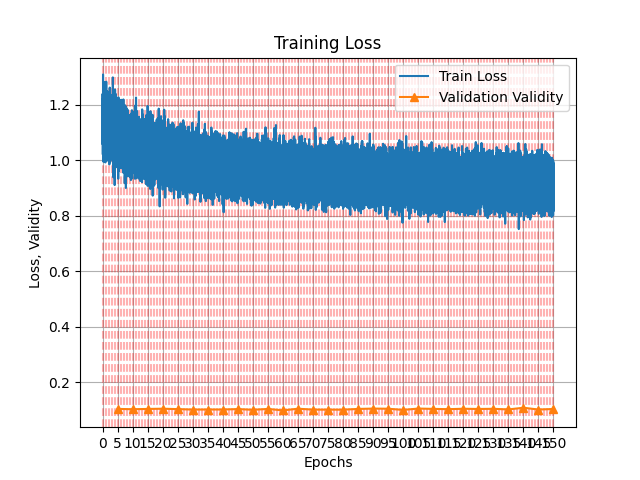 Training Loss
Train Loss
Validation Validity
1.2
1.0
0.8
0.6
0.4
0.2
Loss, Validity
0 5 10 15 20 25 30 35 40 45 50 55 60 65 70 75 80 85 90 95 100 105 110 115 120 125 130 135 140 145 150
Epochs